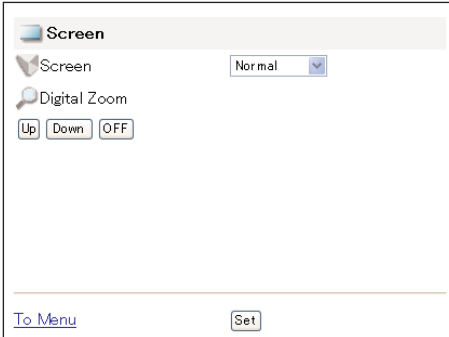 Screen
Screen Normal
Digital Zoom
Up Down OFF
To Menu Set